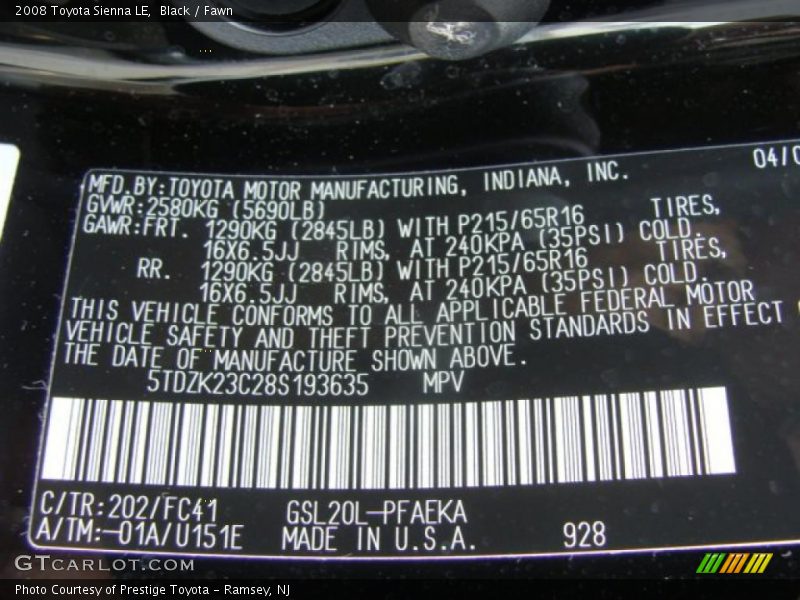 2008 Toyota Sienna LE, Black / Fawn
04/0
MFD.BY:TOYOTA MOTOR MANUFACTURING, INDIANA, INC.
GVWR:2580KG (5690LB)
GAWR:FRT. 1290KG (2845LB) WITH P215/65R16 TIRES,
16X6.5JJ RIMS, AT 240KPA (35PSI) COLD.
RR. 1290KG (2845LB) WITH P215/65R16 TIRES,
16X6.5JJ RIMS, AT 240KPA (35PSI) COLD.
THIS VEHICLE CONFORMS TO ALL APPLICABLE FEDERAL MOTOR
VEHICLE SAFETY AND THEFT PREVENTION STANDARDS IN EFFECT
THE DATE OF MANUFACTURE SHOWN ABOVE.
5TDZK23C28S193635 MPV
C/TR:202/FC41 GSL20L-PFAEKA
A/TM:-01A/U151E MADE IN U.S.A. 928
GTCARLOT.COM
Photo Courtesy of Prestige Toyota - Ramsey, NJ